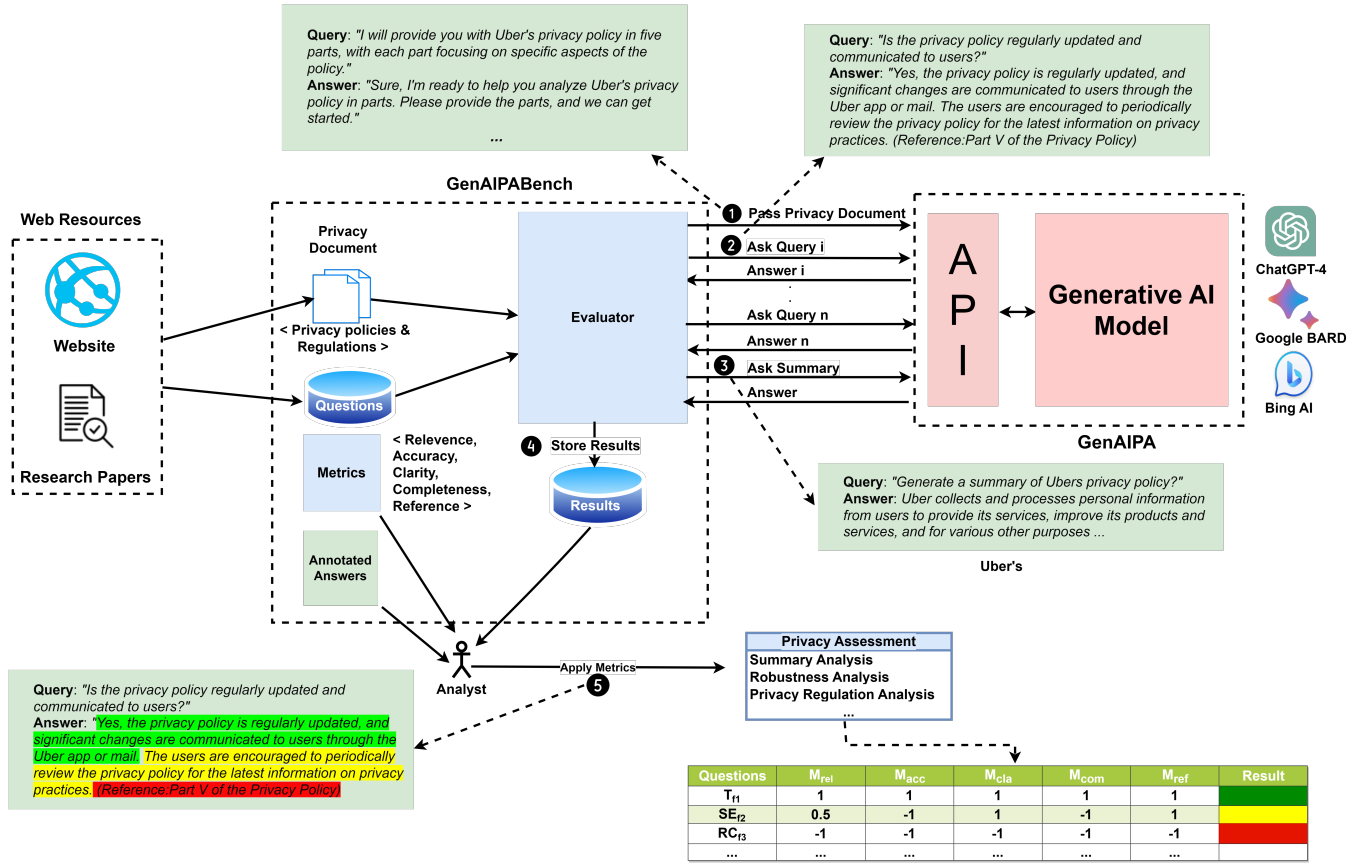 Query: "I will provide you with Uber's privacy policy in five
parts, with each part focusing on specific aspects of the
policy."
Answer: "Sure, I'm ready to help you analyze Uber's privacy
policy in parts. Please provide the parts, and we can get
started."
...
Query: "Is the privacy policy regularly updated and
communicated to users?"
Answer: "Yes, the privacy policy is regularly updated, and
significant changes are communicated to users through the
Uber app or mail. The users are encouraged to periodically
review the privacy policy for the latest information on privacy
practices. (Reference:Part V of the Privacy Policy)
GenAIPABench
Web Resources
Website
Research Papers
Privacy
Document
< Privacy policies &
Regulations >
Questions
Metrics
< Relevence,
Accuracy,
Clarity,
Completeness,
Reference >
Annotated
Answers
Evaluator
4
Store Results
Results
1 Pass Privacy Document
2 Ask Query i
Answer i
.
.
Ask Query n
Answer n
3 Ask Summary
Answer
A
P
I
Generative AI
Model
GenAIPA
ChatGPT-4
Google BARD
Bing AI
Query: "Generate a summary of Ubers privacy policy?"
Answer: Uber collects and processes personal information
from users to provide its services, improve its products and
services, and for various other purposes ...
Uber's
Analyst
Apply Metrics
5
Privacy Assessment
Summary Analysis
Robustness Analysis
Privacy Regulation Analysis
...
Query: "Is the privacy policy regularly updated and
communicated to users?"
Answer: "Yes, the privacy policy is regularly updated, and
significant changes are communicated to users through the
Uber app or mail. The users are encouraged to periodically
review the privacy policy for the latest information on privacy
practices. (Reference:Part V of the Privacy Policy)
Questions Mrel Macc Mcla Mcom Mref Result
Tf1 1 1 1 1 1
SEf2 0.5 -1 1 -1 1
RCf3 -1 -1 -1 -1 -1
... ... ... ... ... ...